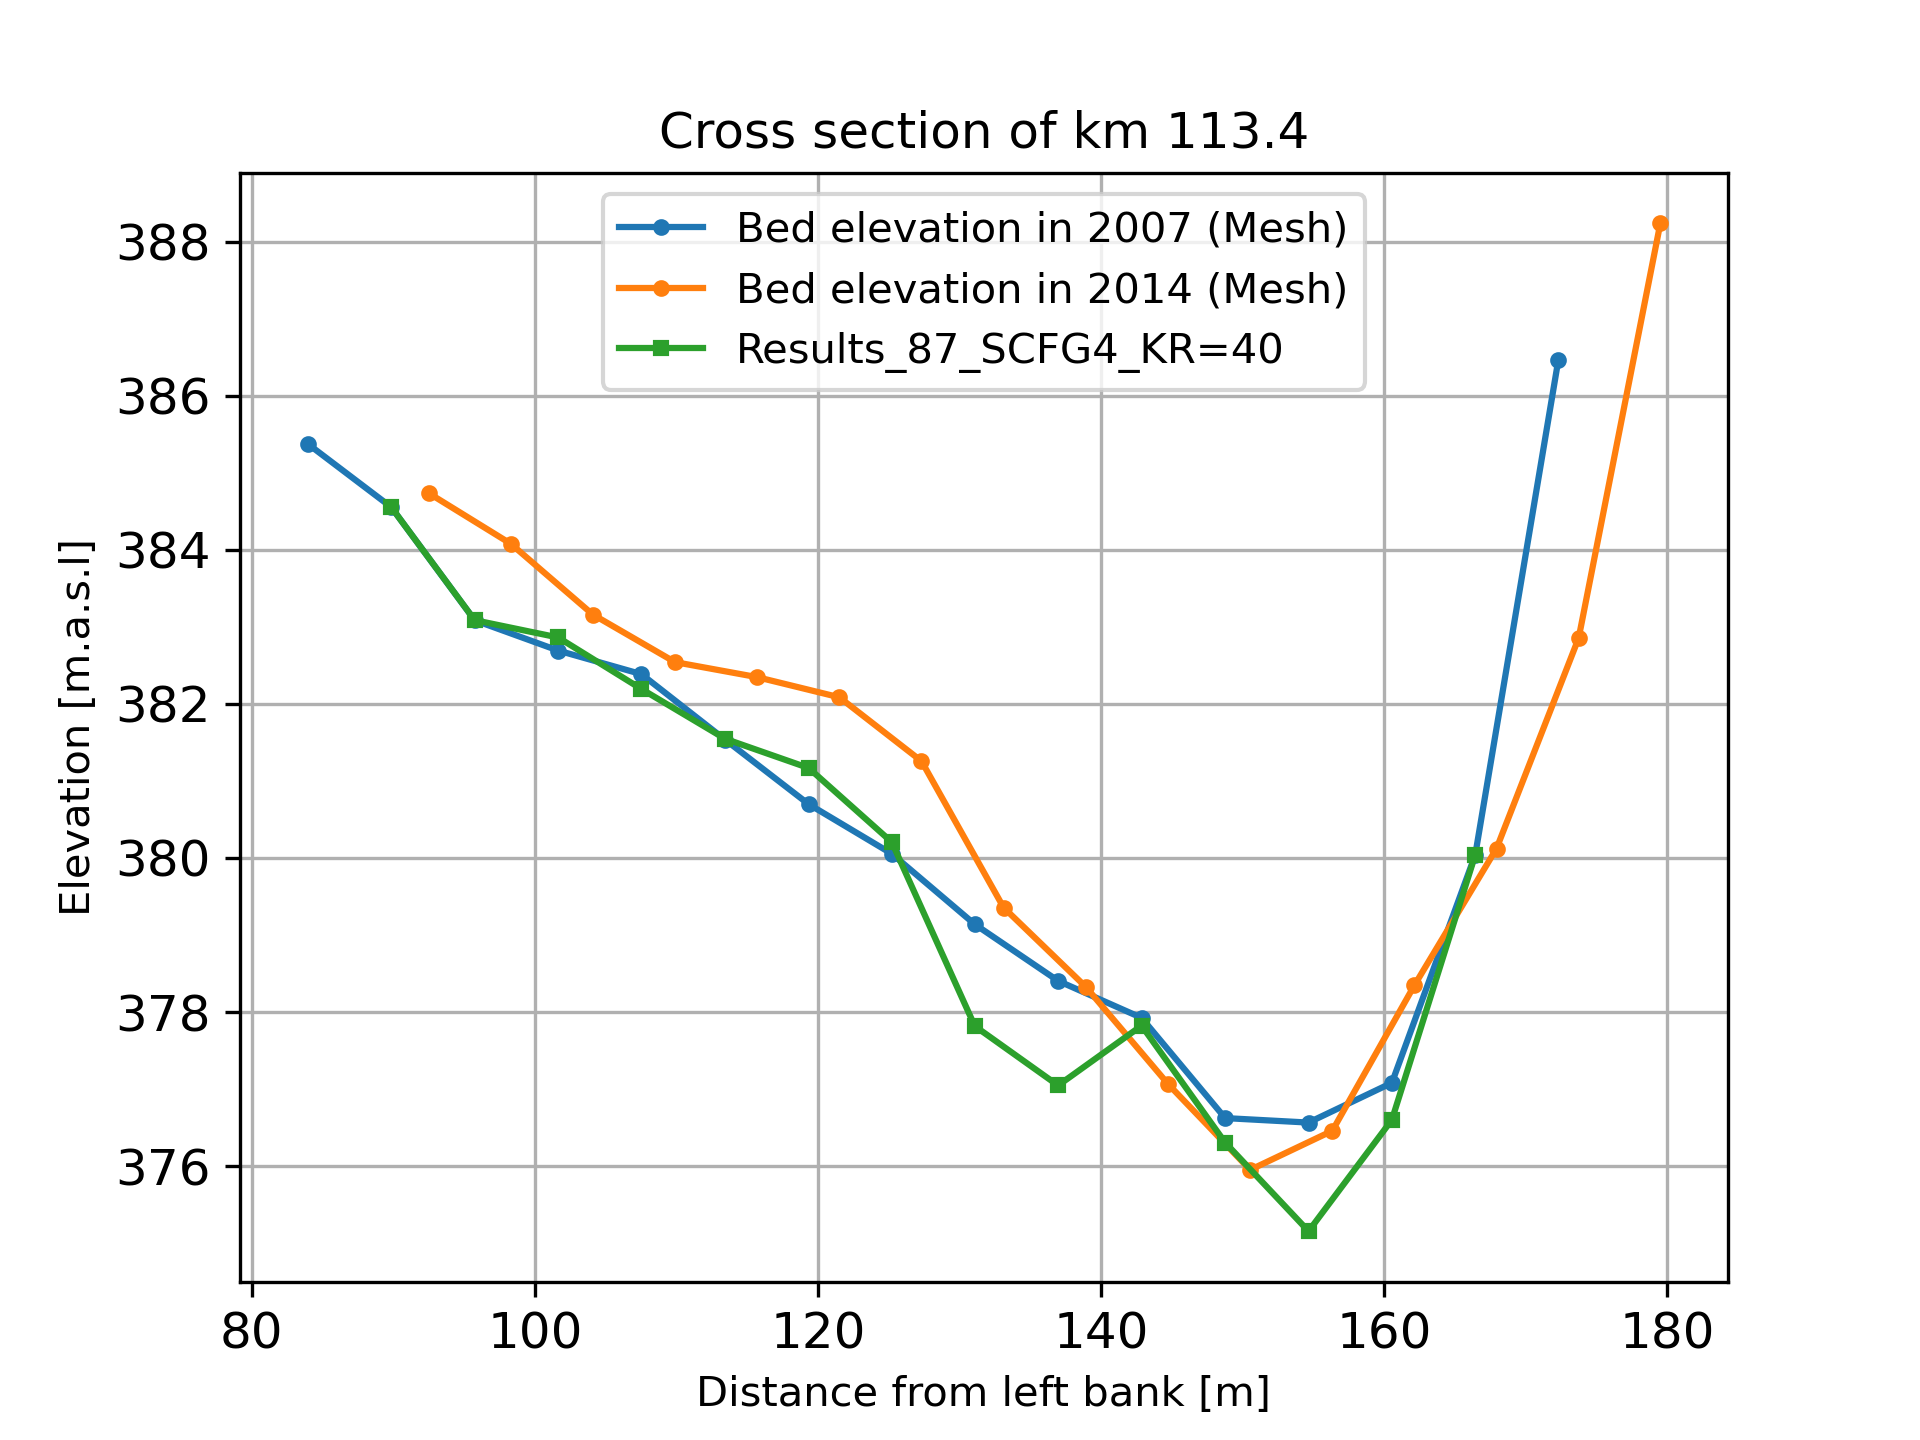 Cross section of km 113.4
Bed elevation in 2007 (Mesh)
Bed elevation in 2014 (Mesh)
Results_87_SCFG4_KR=40
388
386
384
382
380
378
376
Elevation [m.a.s.l]
80 100 120 140 160 180
Distance from left bank [m]